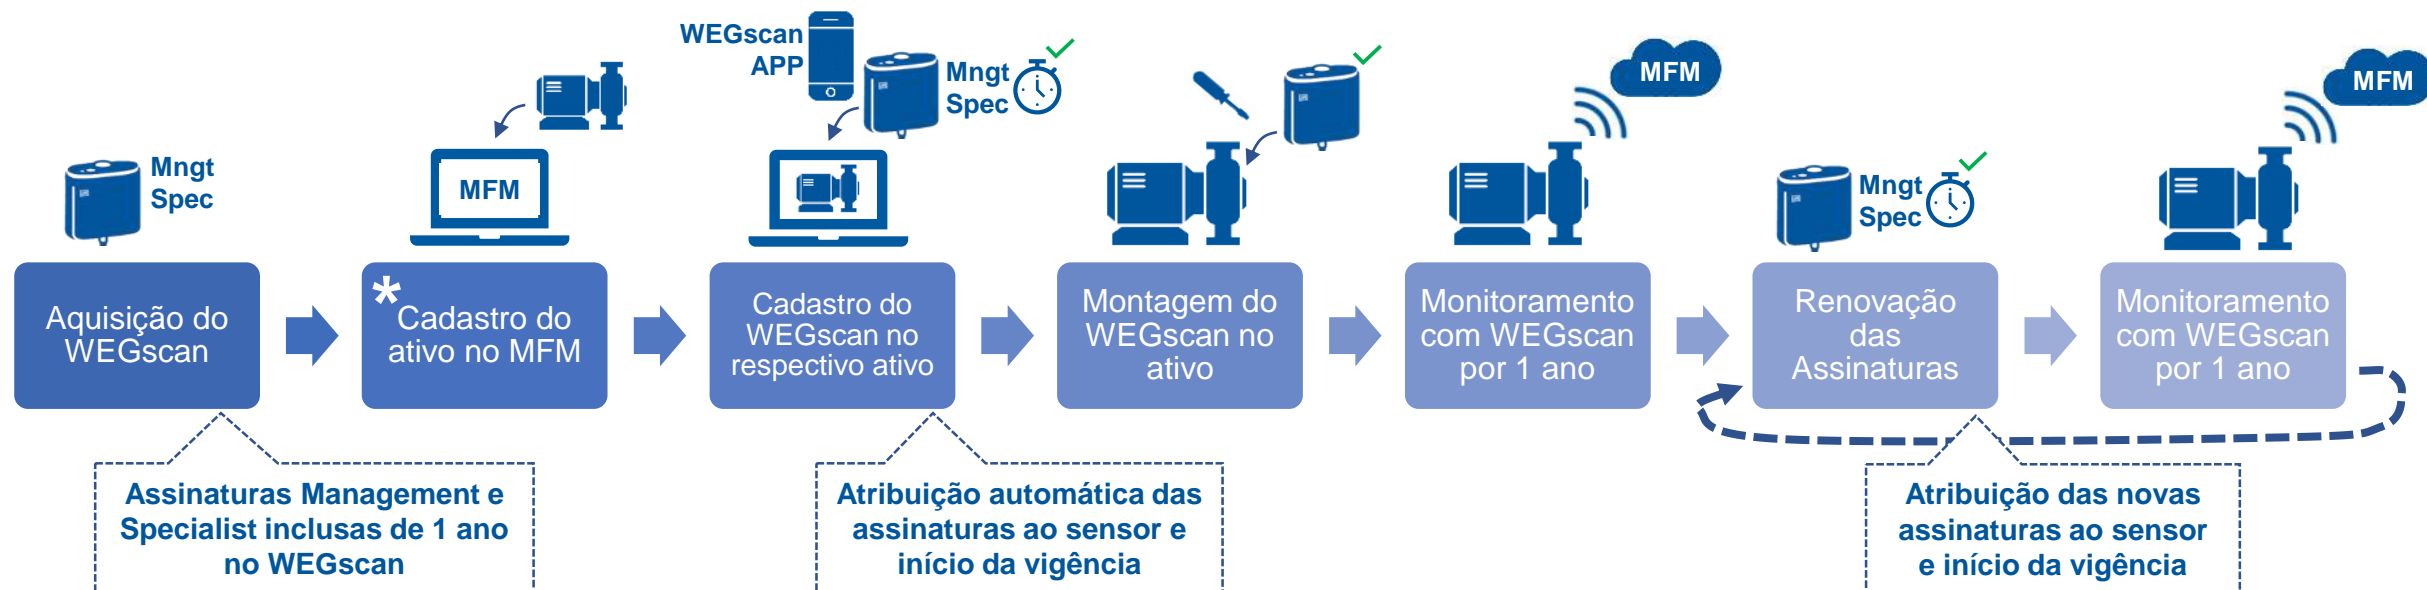 WEGscan
APP
Mngt
Spec
MFM
MFM
Mngt
Spec
MFM
Mngt
Spec
Aquisição do
WEGscan
*
Cadastro do
ativo no MFM
Cadastro do
WEGscan no
respectivo ativo
Montagem do
WEGscan no
ativo
Monitoramento
com WEGscan
por 1 ano
Renovação
das
Assinaturas
Monitoramento
com WEGscan
por 1 ano
Assinaturas Management e
Specialist inclusas de 1 ano
no WEGscan
Atribuição automática das
assinaturas ao sensor e
início da vigência
Atribuição das novas
assinaturas ao sensor
e início da vigência